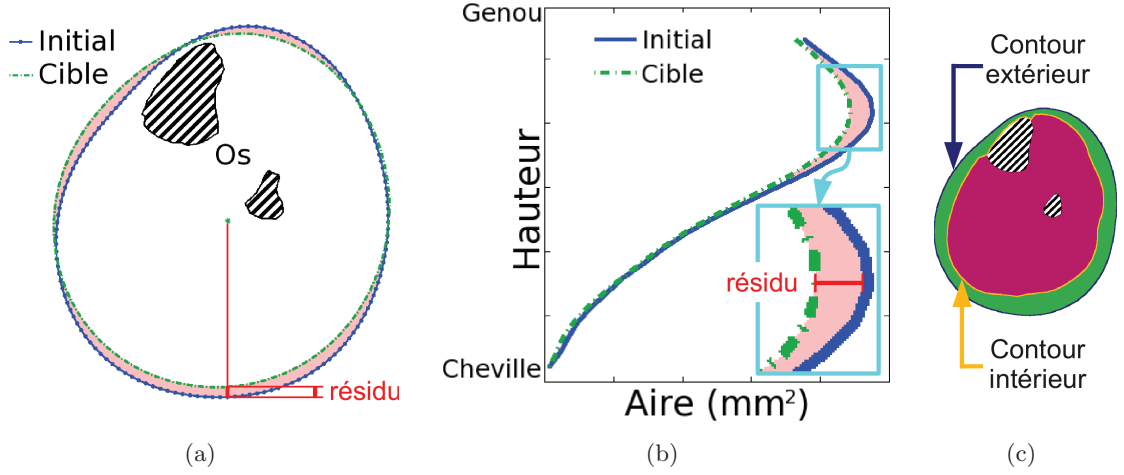 Initial
Cible
Os
résidu
(a)
Genou
Initial
Cible
Hauteur
résidu
Cheville
Aire (mm²)
(b)
Contour
extérieur
Contour
intérieur
(c)